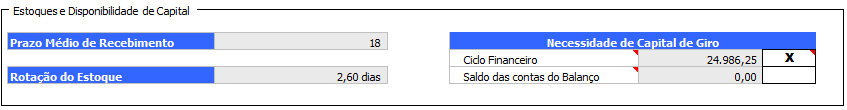 Estoques e Disponibilidade de Capital
Prazo Médio de Recebimento 18
Rotação do Estoque 2,60 dias
Necessidade de Capital de Giro
Ciclo Financeiro 24.986,25 X
Saldo das contas do Balanço 0,00